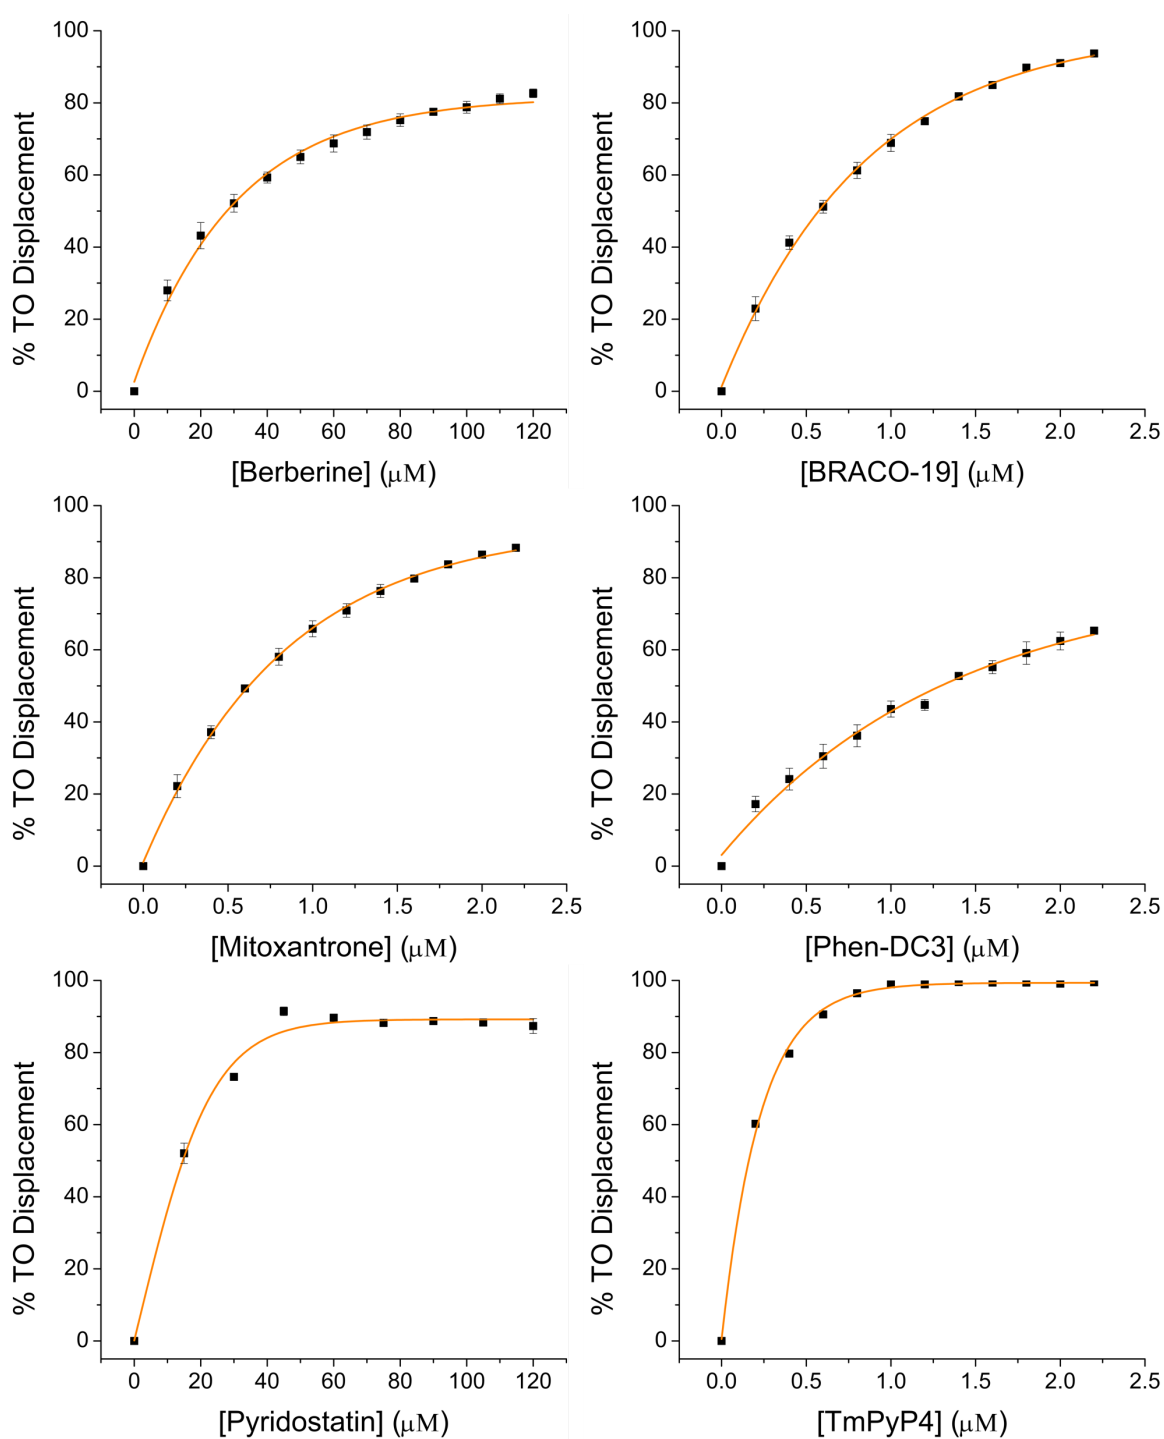 100
80
60
40
20
0
% TO Displacement
0 20 40 60 80 100 120
[Berberine] (μM)
100
80
60
40
20
0
% TO Displacement
0.0 0.5 1.0 1.5 2.0 2.5
[BRACO-19] (μM)
100
80
60
40
20
0
% TO Displacement
0.0 0.5 1.0 1.5 2.0 2.5
[Mitoxantrone] (μM)
100
80
60
40
20
0
% TO Displacement
0.0 0.5 1.0 1.5 2.0 2.5
[Phen-DC3] (μM)
100
80
60
40
20
0
% TO Displacement
0 20 40 60 80 100 120
[Pyridostatin] (μM)
100
80
60
40
20
0
% TO Displacement
0.0 0.5 1.0 1.5 2.0 2.5
[TmPyP4] (μM)